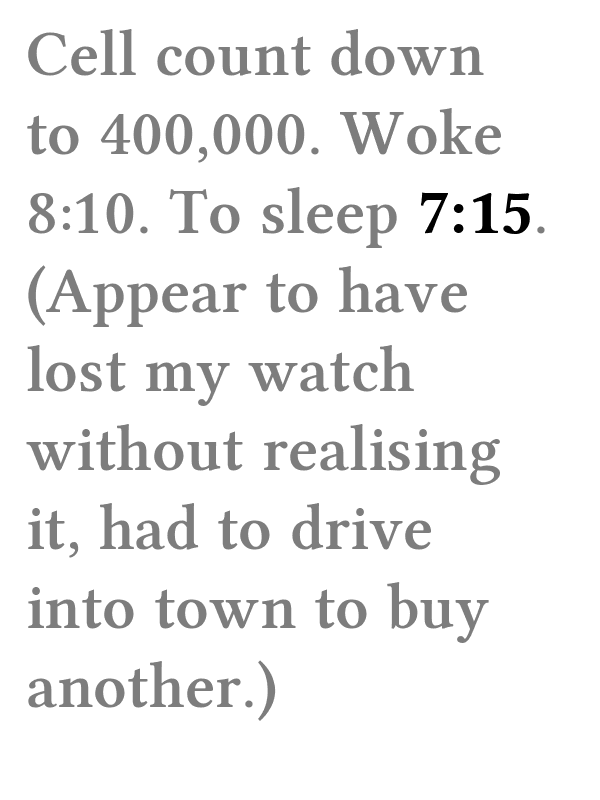 Cell count down
to 400,000. Woke
8:10. To sleep 7:15.
(Appear to have
lost my watch
without realising
it, had to drive
into town to buy
another.)